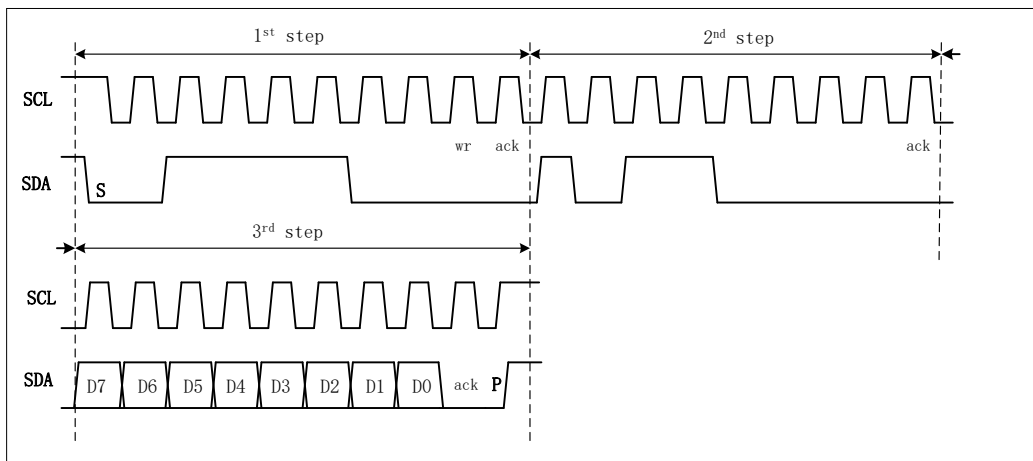 1st step 2nd step
SCL
wr ack ack
SDA S
3rd step
SCL
SDA D7 D6 D5 D4 D3 D2 D1 D0 ack P